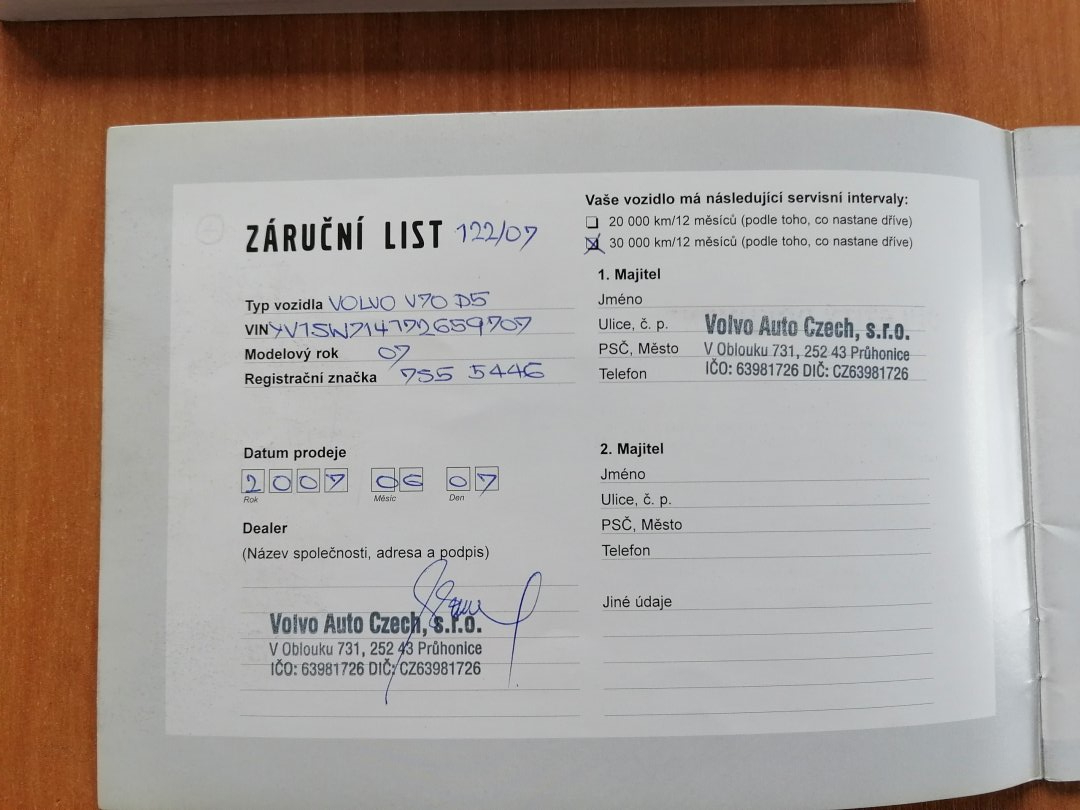 ZÁRUČNÍ LIST 122/07
Typ vozidla VOLVO V70 D5
VIN YV1SW714172659707
Modelový rok 07
Registrační značka 7S5 5446
Datum prodeje
2007 06 07
Rok Měsíc Den
Dealer
(Název společnosti, adresa a podpis)
Volvo Auto Czech, s.r.o.
V Oblouku 731, 252 43 Průhonice
IČO: 63981726 DIČ: CZ63981726
Vaše vozidlo má následující servisní intervaly:
20 000 km/12 měsíců (podle toho, co nastane dříve)
30 000 km/12 měsíců (podle toho, co nastane dříve)
1. Majitel
Jméno
Ulice, č. p.
PSČ, Město
Telefon
Volvo Auto Czech, s.r.o.
V Oblouku 731, 252 43 Průhonice
IČO: 63981726 DIČ: CZ63981726
2. Majitel
Jméno
Ulice, č. p.
PSČ, Město
Telefon
Jiné údaje